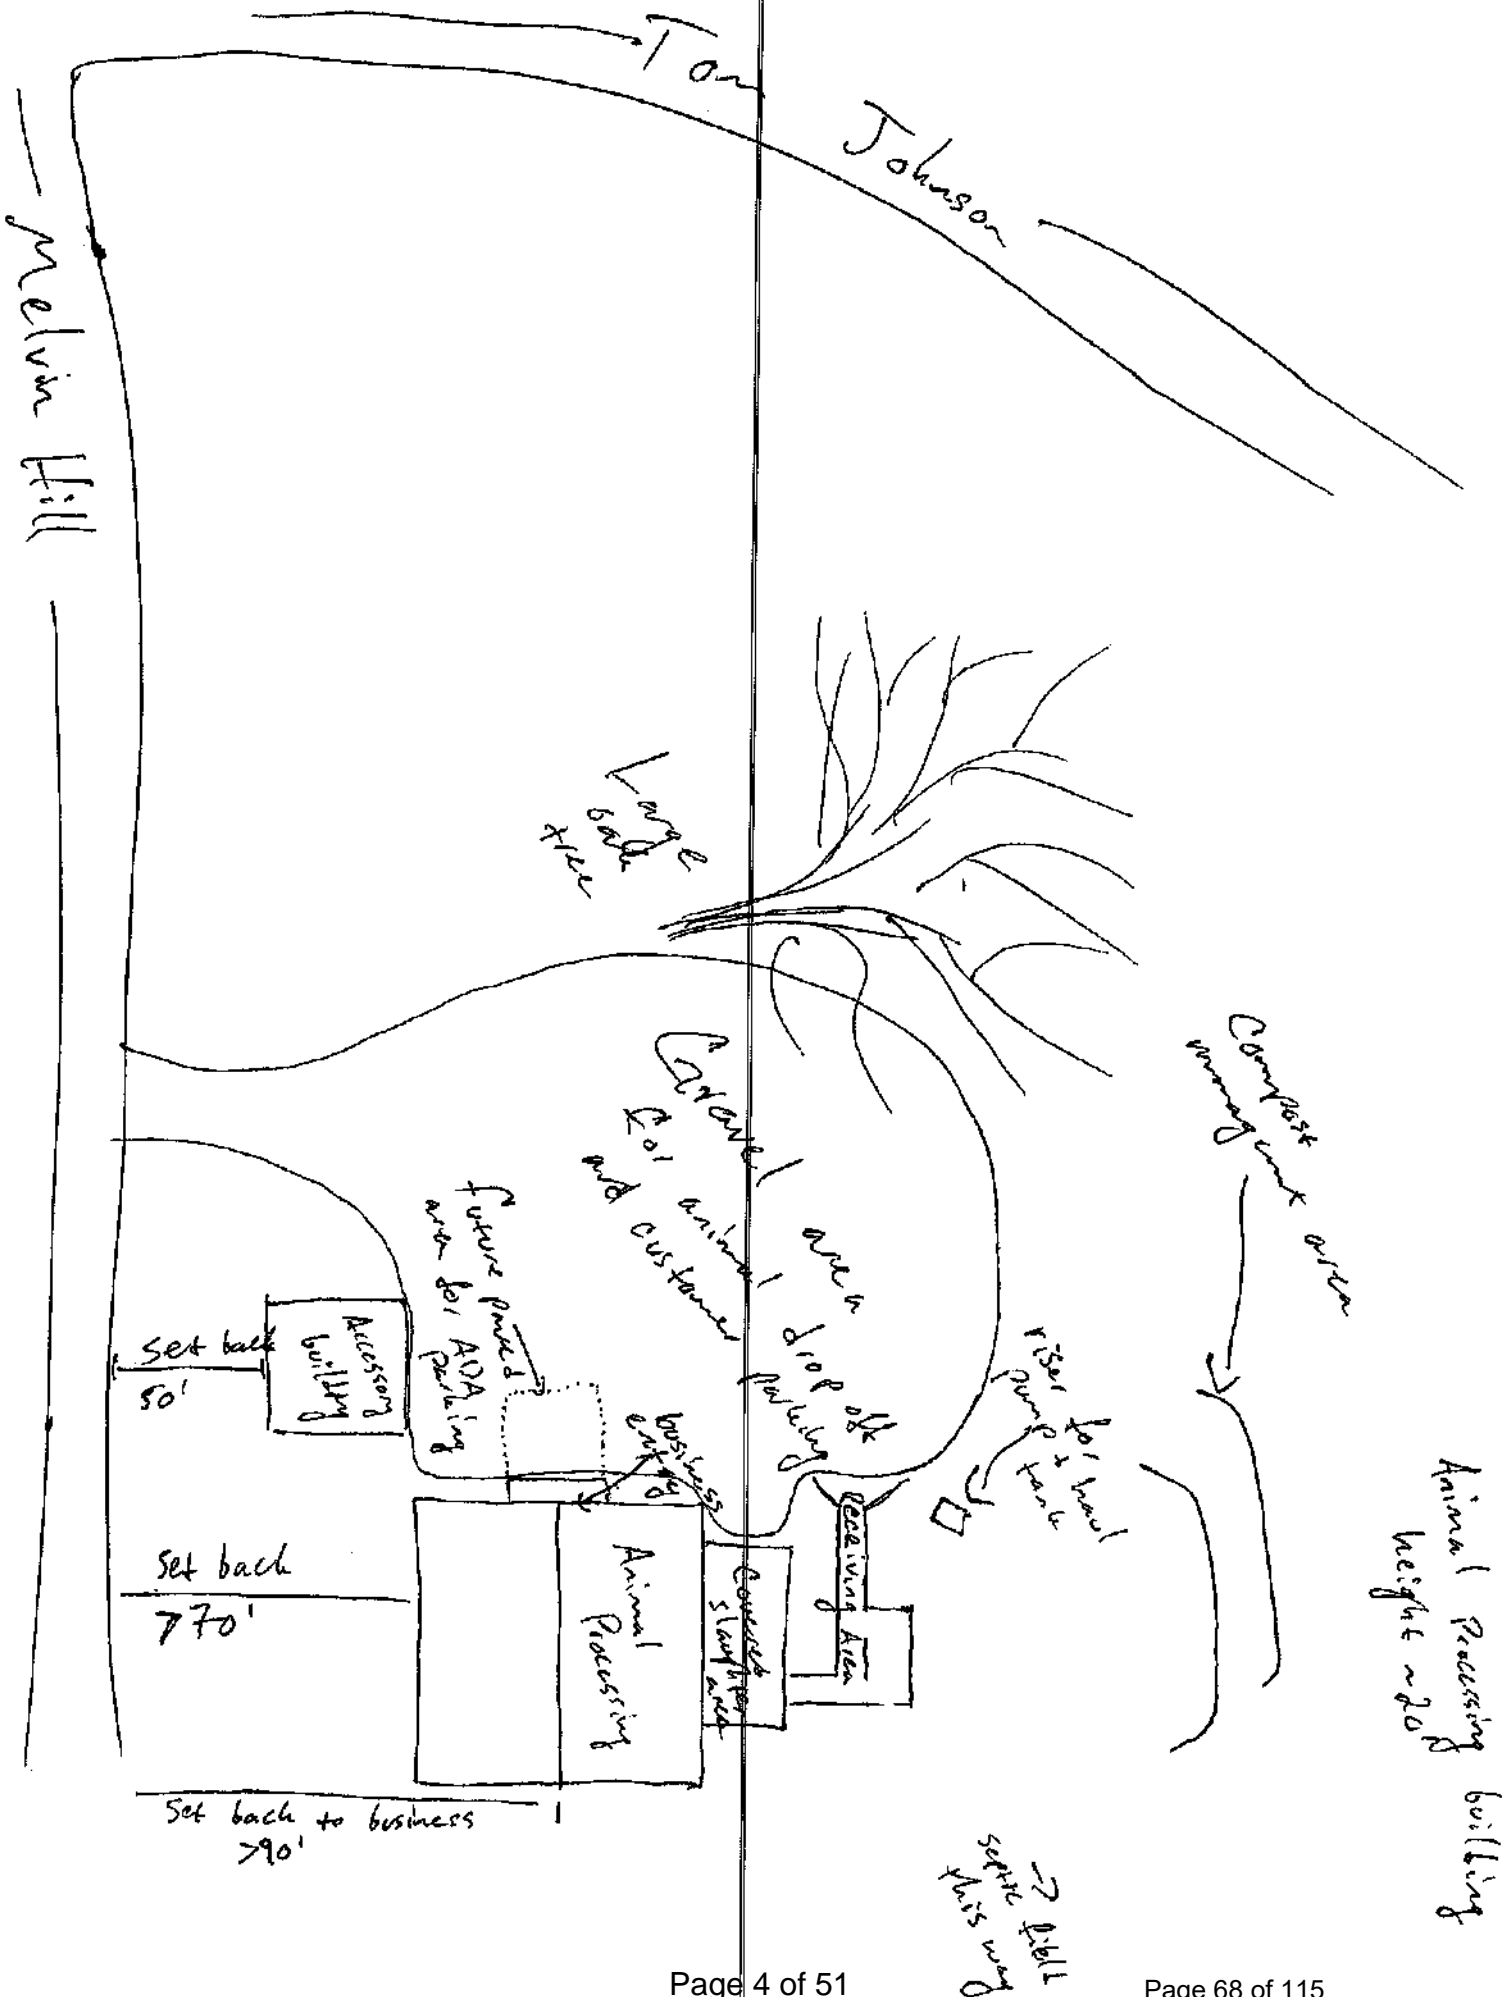 Tom Johnson
Melvin Hill
Large
oak
tree
Gravel area
for animal drop off
and customer parking
Compost
management area
future paved
area for ADA
parking
business
entry
riser for
pump & haul
tank
Accessory
building
Set back
50'
Receiving Area
Covered
slaughter
area
Animal
Processing
Set back
>70'
Set back to business
>90'
Animal Processing building
height ~20ft
→ field
septic
this way
Page 4 of 51
Page 68 of 115